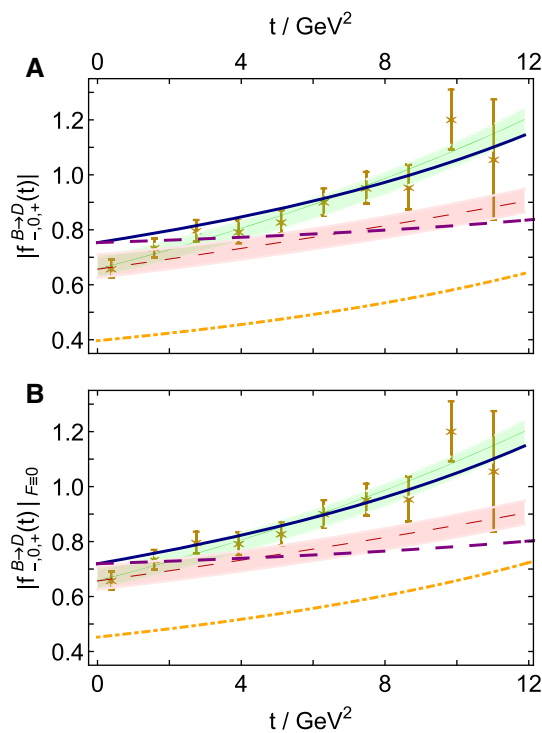 t / GeV²
0 4 8 12
A
1.2
1.0
0.8
0.6
0.4
|f₋,₀,₊^{B→D}(t)|
B
1.2
1.0
0.8
0.6
0.4
|f₋,₀,₊^{B→D}(t)|_{F≡0}
0 4 8 12
t / GeV²